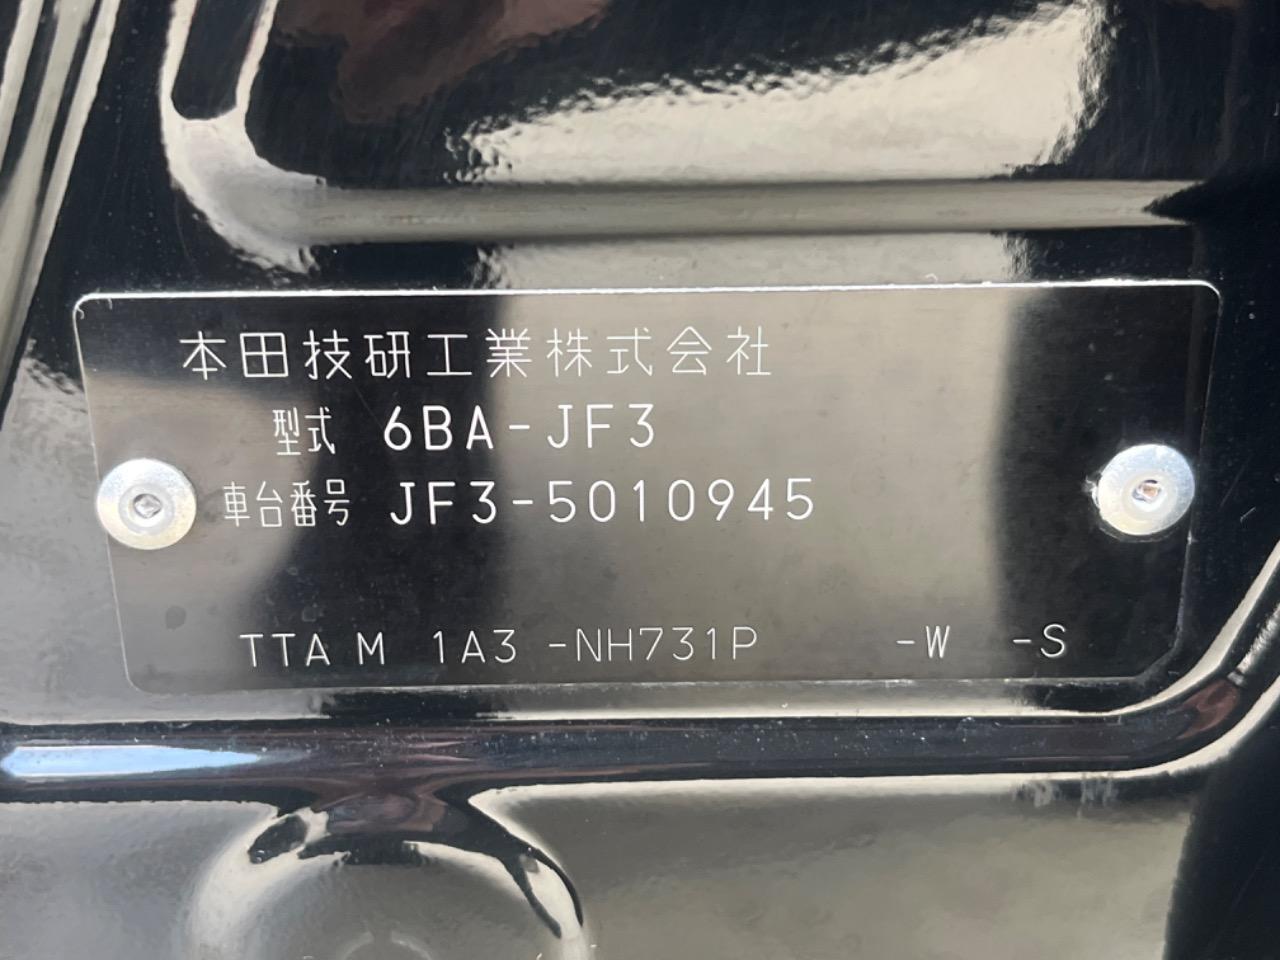 本田技研工業株式会社
型式 6BA-JF3
車台番号 JF3-5010945
TTA M 1A3 -NH731P -W -S